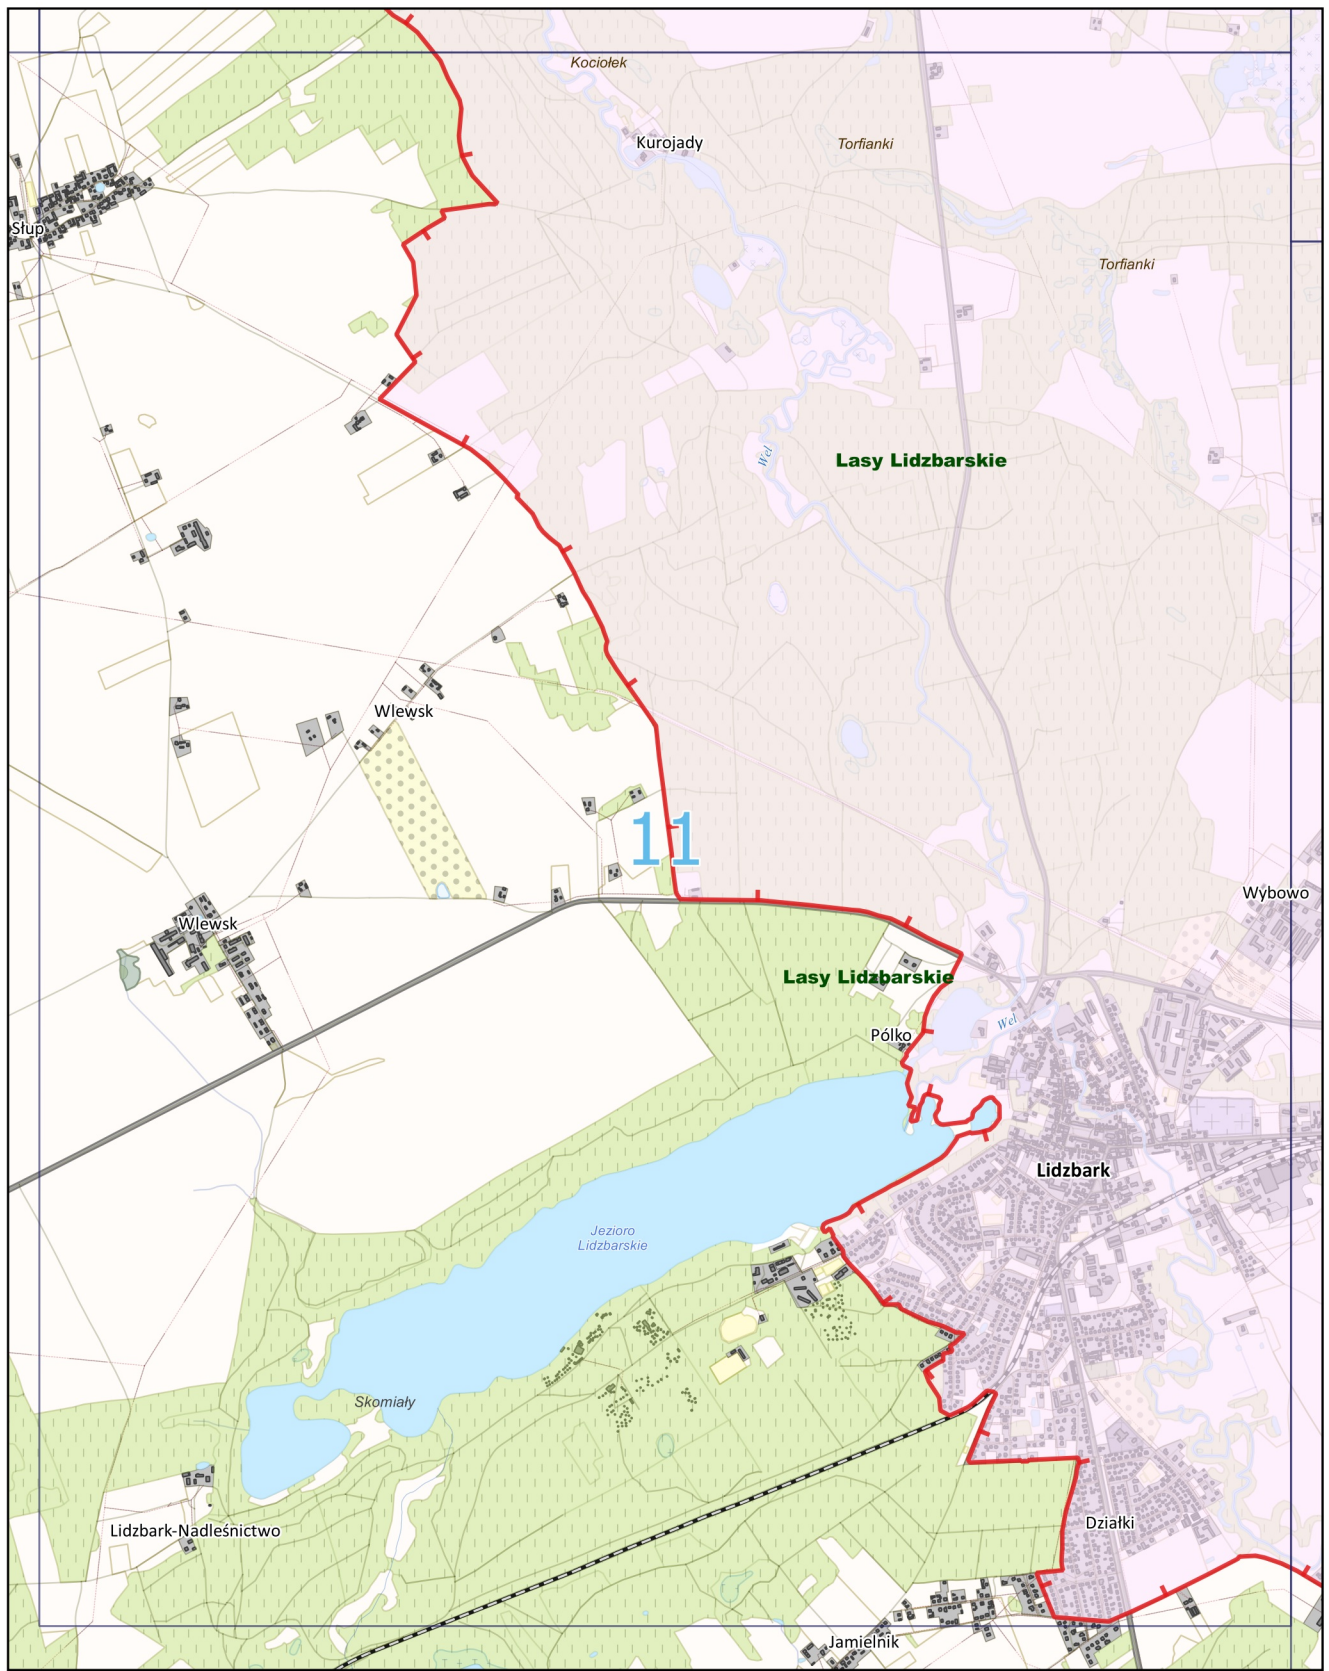 Kociołek
Kurojady
Torfianki
Słup
Torfianki
Wel
Lasy Lidzbarskie
Wlewsk
11
Wybowo
Wlewsk
Lasy Lidzbarskie
Wel
Pólko
Lidzbark
Jezioro
Lidzbarskie
Skomiały
Działki
Lidzbark-Nadleśnictwo
Jamielnik